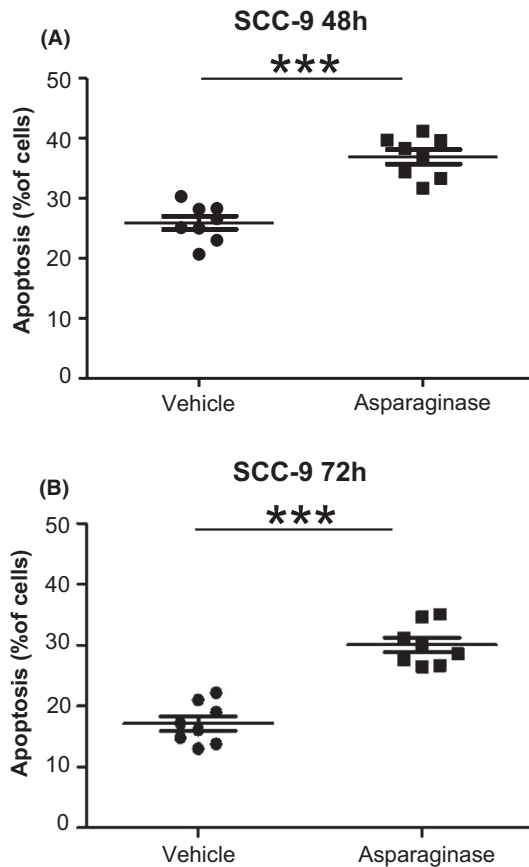 (A)
SCC-9 48h
***
Apoptosis (%of cells)
50
40
30
20
10
0
Vehicle
Asparaginase
(B)
SCC-9 72h
***
Apoptosis (%of cells)
50
40
30
20
10
0
Vehicle
Asparaginase